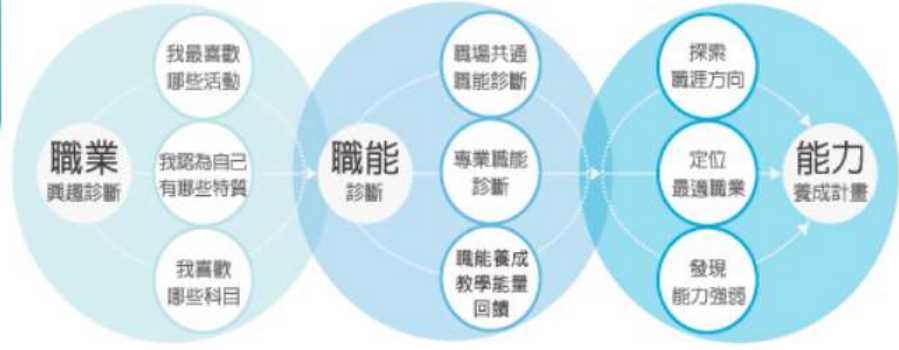 職業
興趣診斷
我最喜歡
哪些活動
我認為自己
有哪些特質
我喜歡
哪些科目
職能
診斷
職場共通
職能診斷
專業職能
診斷
職能養成
教學能量
回饋
探索
職涯方向
定位
最適職業
發現
能力強弱
能力
養成計畫